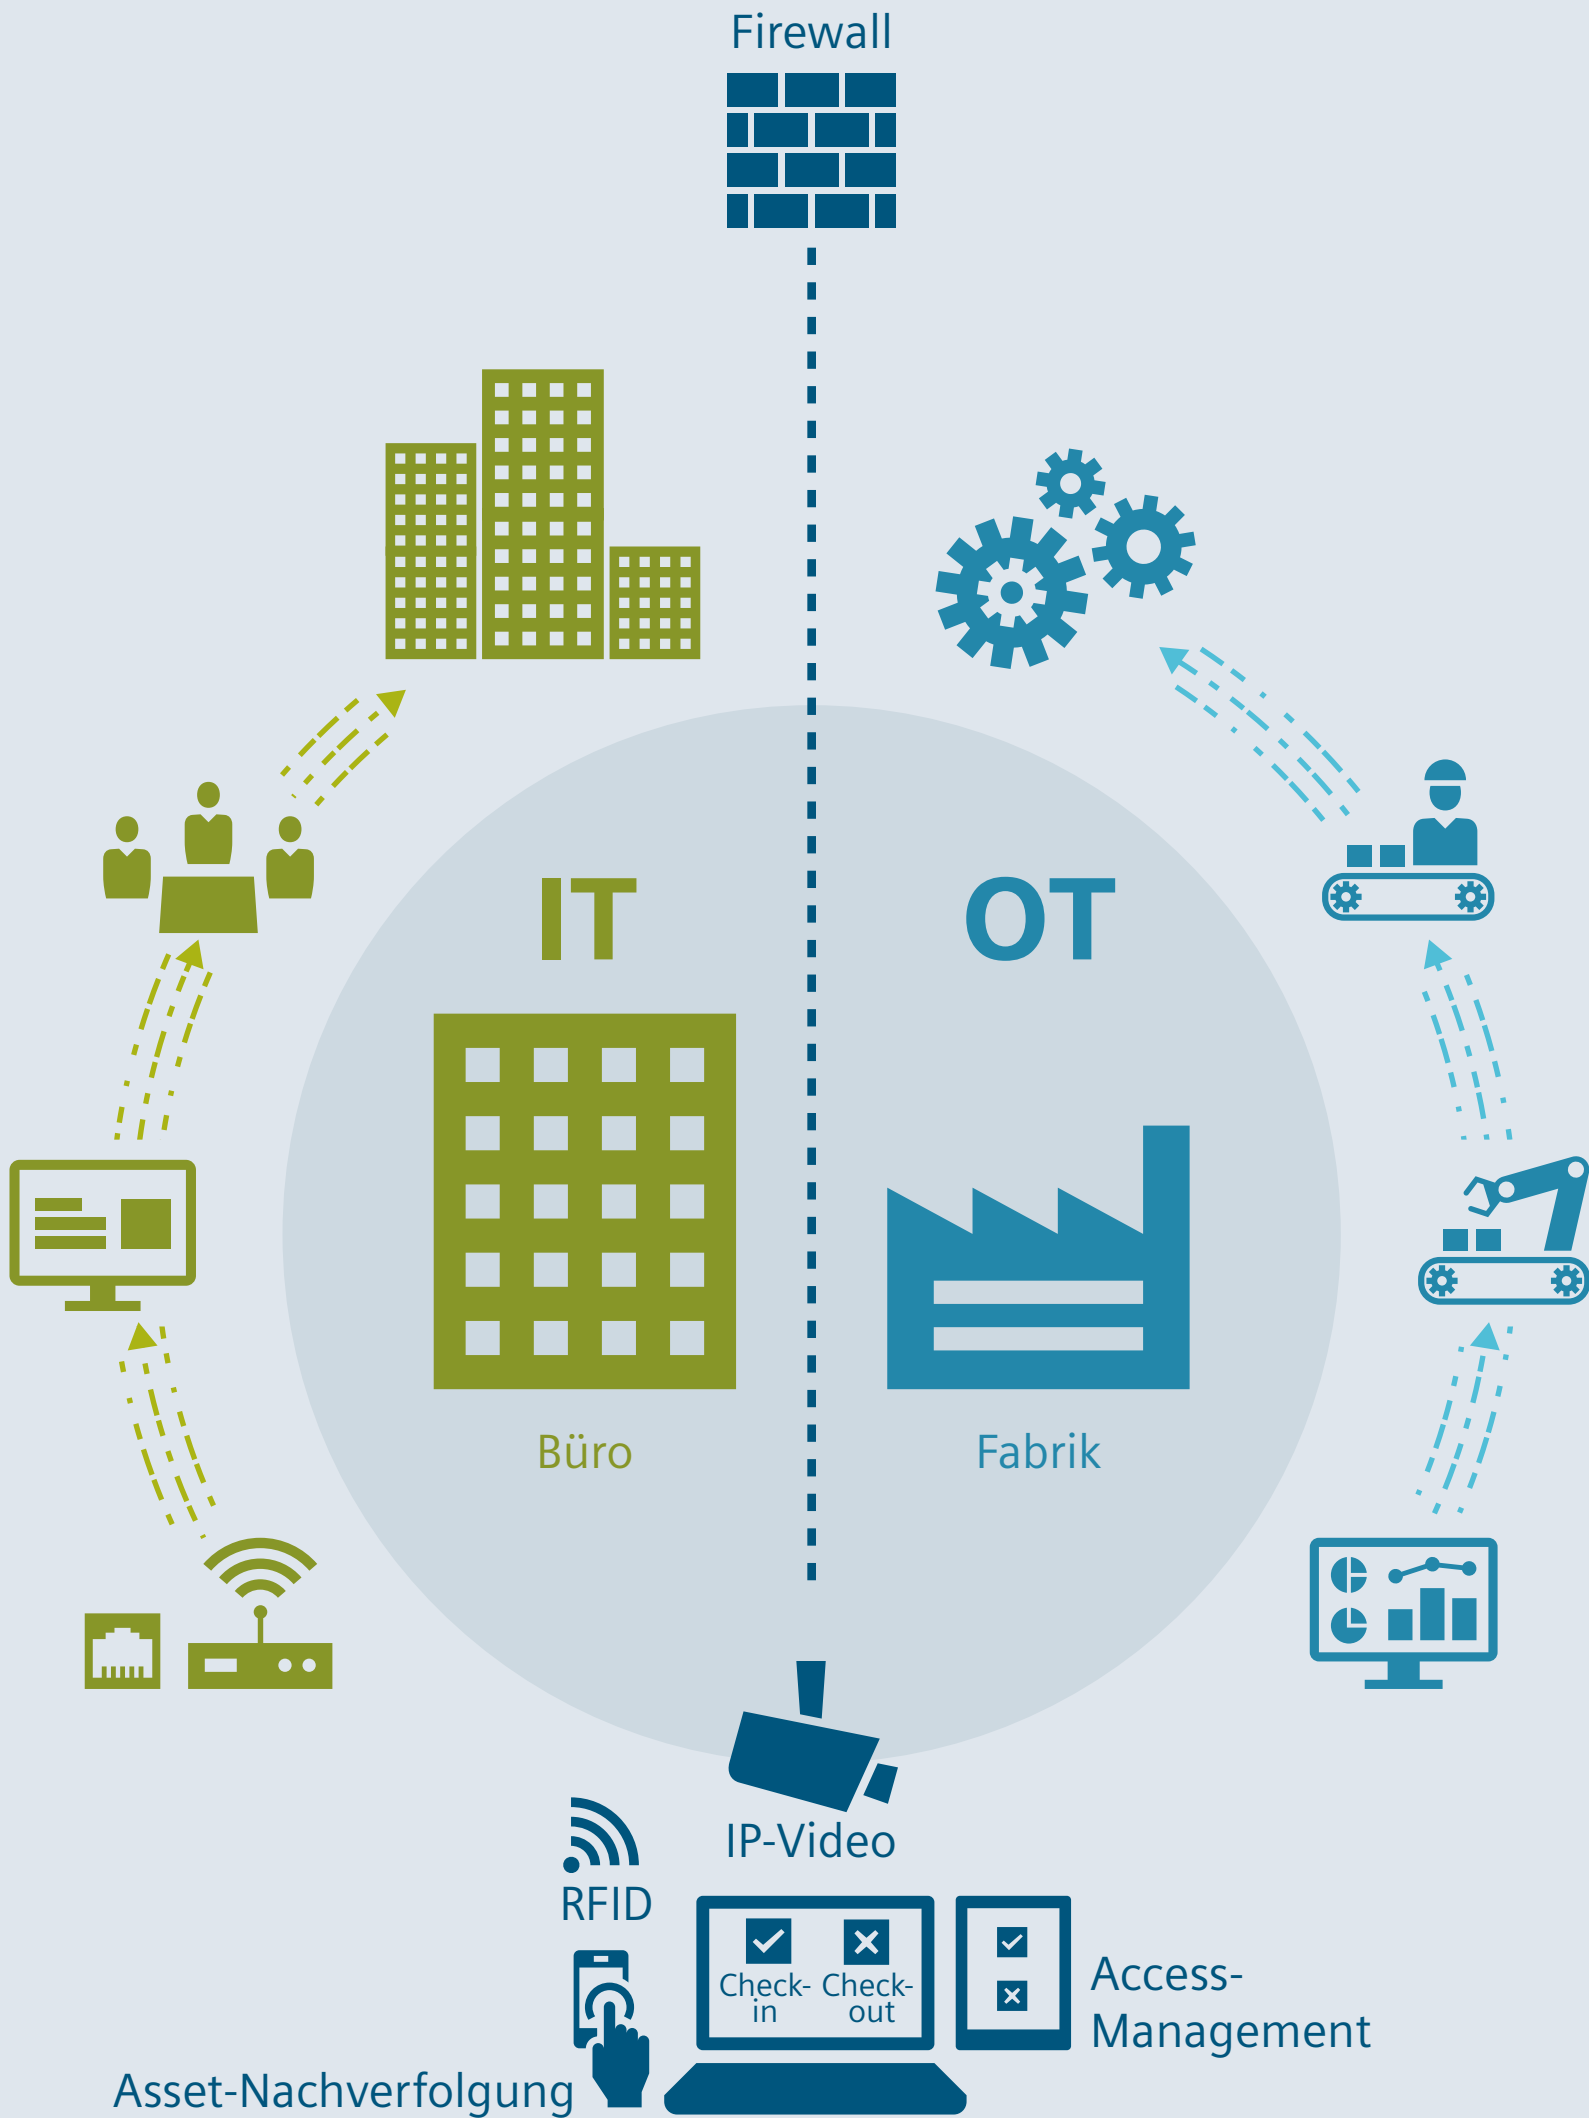 Firewall
IT
OT
Büro
Fabrik
IP-Video
RFID
Check-
in
Check-
out
Access-
Management
Asset-Nachverfolgung